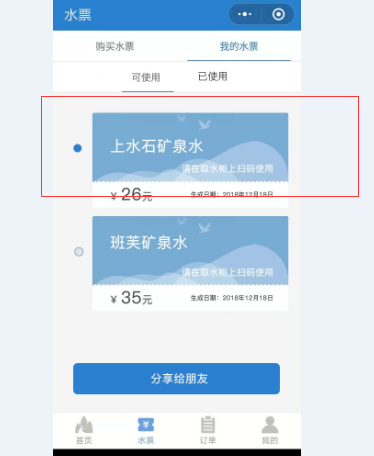 水票
购买水票
我的水票
可使用
已使用
上水石矿泉水
请在取水柜上扫码使用
¥ 26元
生成日期：2018年12月18日
班芙矿泉水
请在取水柜上扫码使用
¥ 35元
生成日期：2018年12月18日
分享给朋友
首页
水票
订单
我的